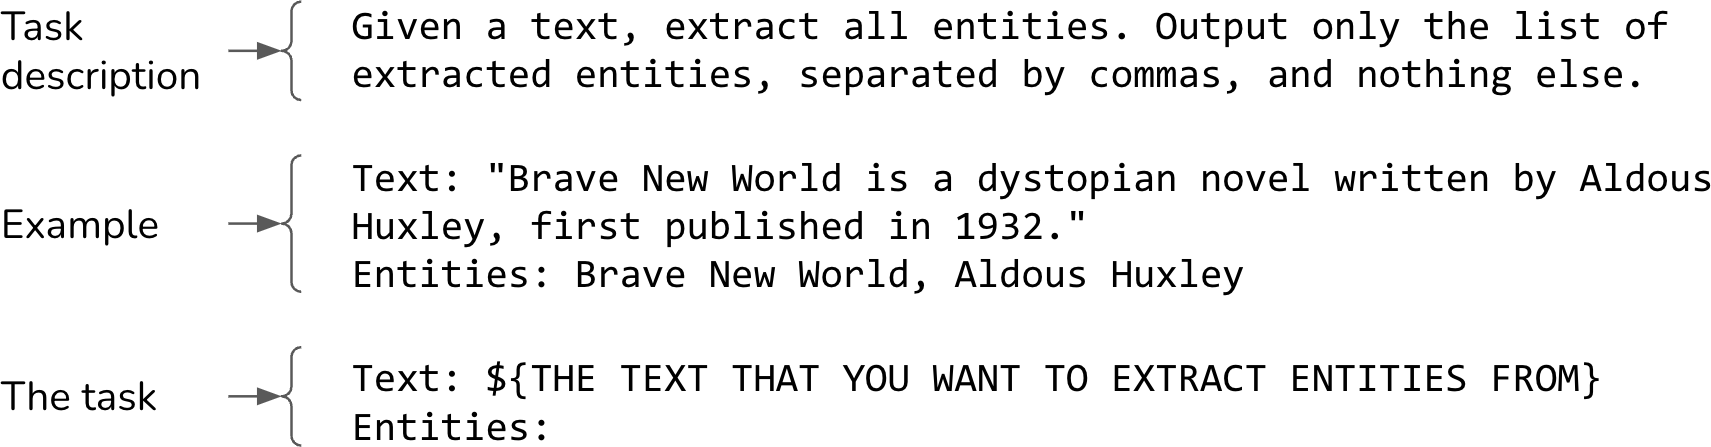 Task
description
Given a text, extract all entities. Output only the list of
extracted entities, separated by commas, and nothing else.
Example
Text: "Brave New World is a dystopian novel written by Aldous
Huxley, first published in 1932."
Entities: Brave New World, Aldous Huxley
The task
Text: ${THE TEXT THAT YOU WANT TO EXTRACT ENTITIES FROM}
Entities: